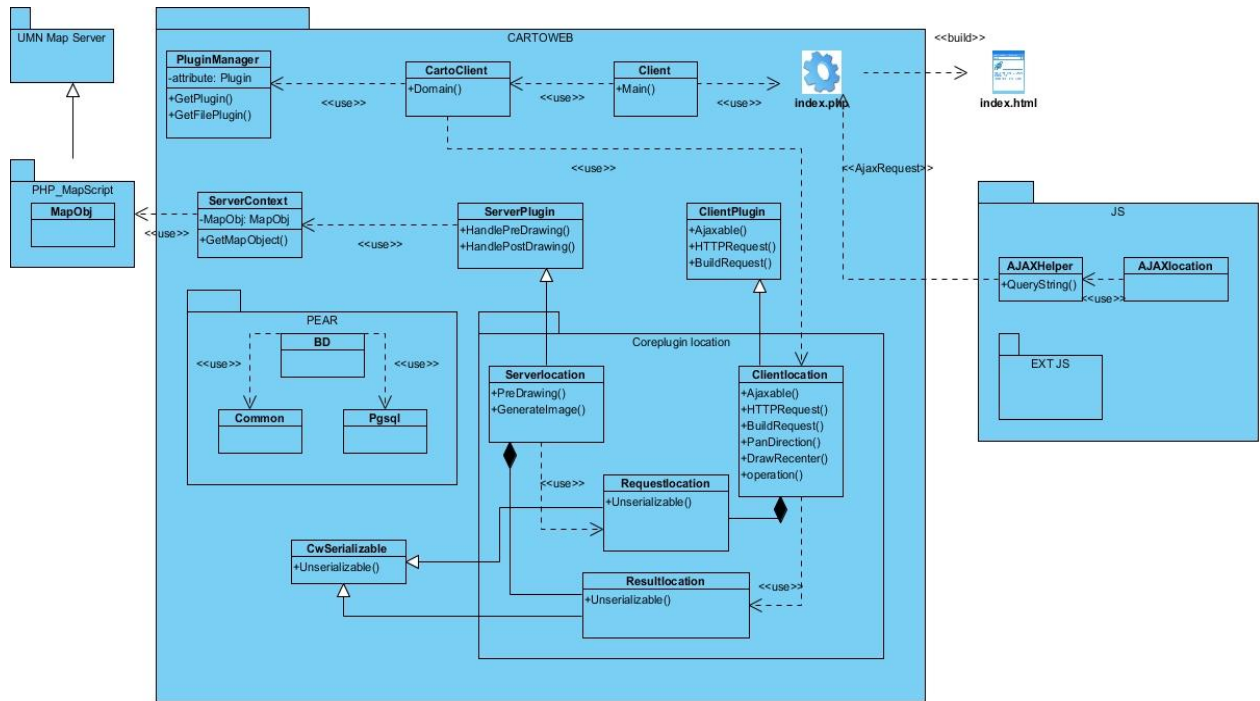 UMN Map Server
CARTOWEB
<<build>>
PluginManager
-attribute: Plugin
+GetPlugin()
+GetFilePlugin()
<<use>>
CartoClient
+Domain()
<<use>>
Client
+Main()
<<use>>
index.php
index.html
<<use>>
<<AjaxRequest>>
PHP_MapScript
MapObj
<<use>>
ServerContext
-MapObj: MapObj
+GetMapObject()
<<use>>
ServerPlugin
+HandlePreDrawing()
+HandlePostDrawing()
ClientPlugin
+Ajaxable()
+HTTPRequest()
+BuildRequest()
JS
AJAXHelper
+QueryString()
<<use>>
AJAXlocation
EXT JS
PEAR
BD
<<use>>
<<use>>
Common
Pgsql
Coreplugin location
Serverlocation
+PreDrawing()
+GenerateImage()
Clientlocation
+Ajaxable()
+HTTPRequest()
+BuildRequest()
+PanDirection()
+DrawRecenter()
+operation()
<<use>>
Requestlocation
+Unserializable()
CwSerializable
+Unserializable()
Resultlocation
+Unserializable()
<<use>>